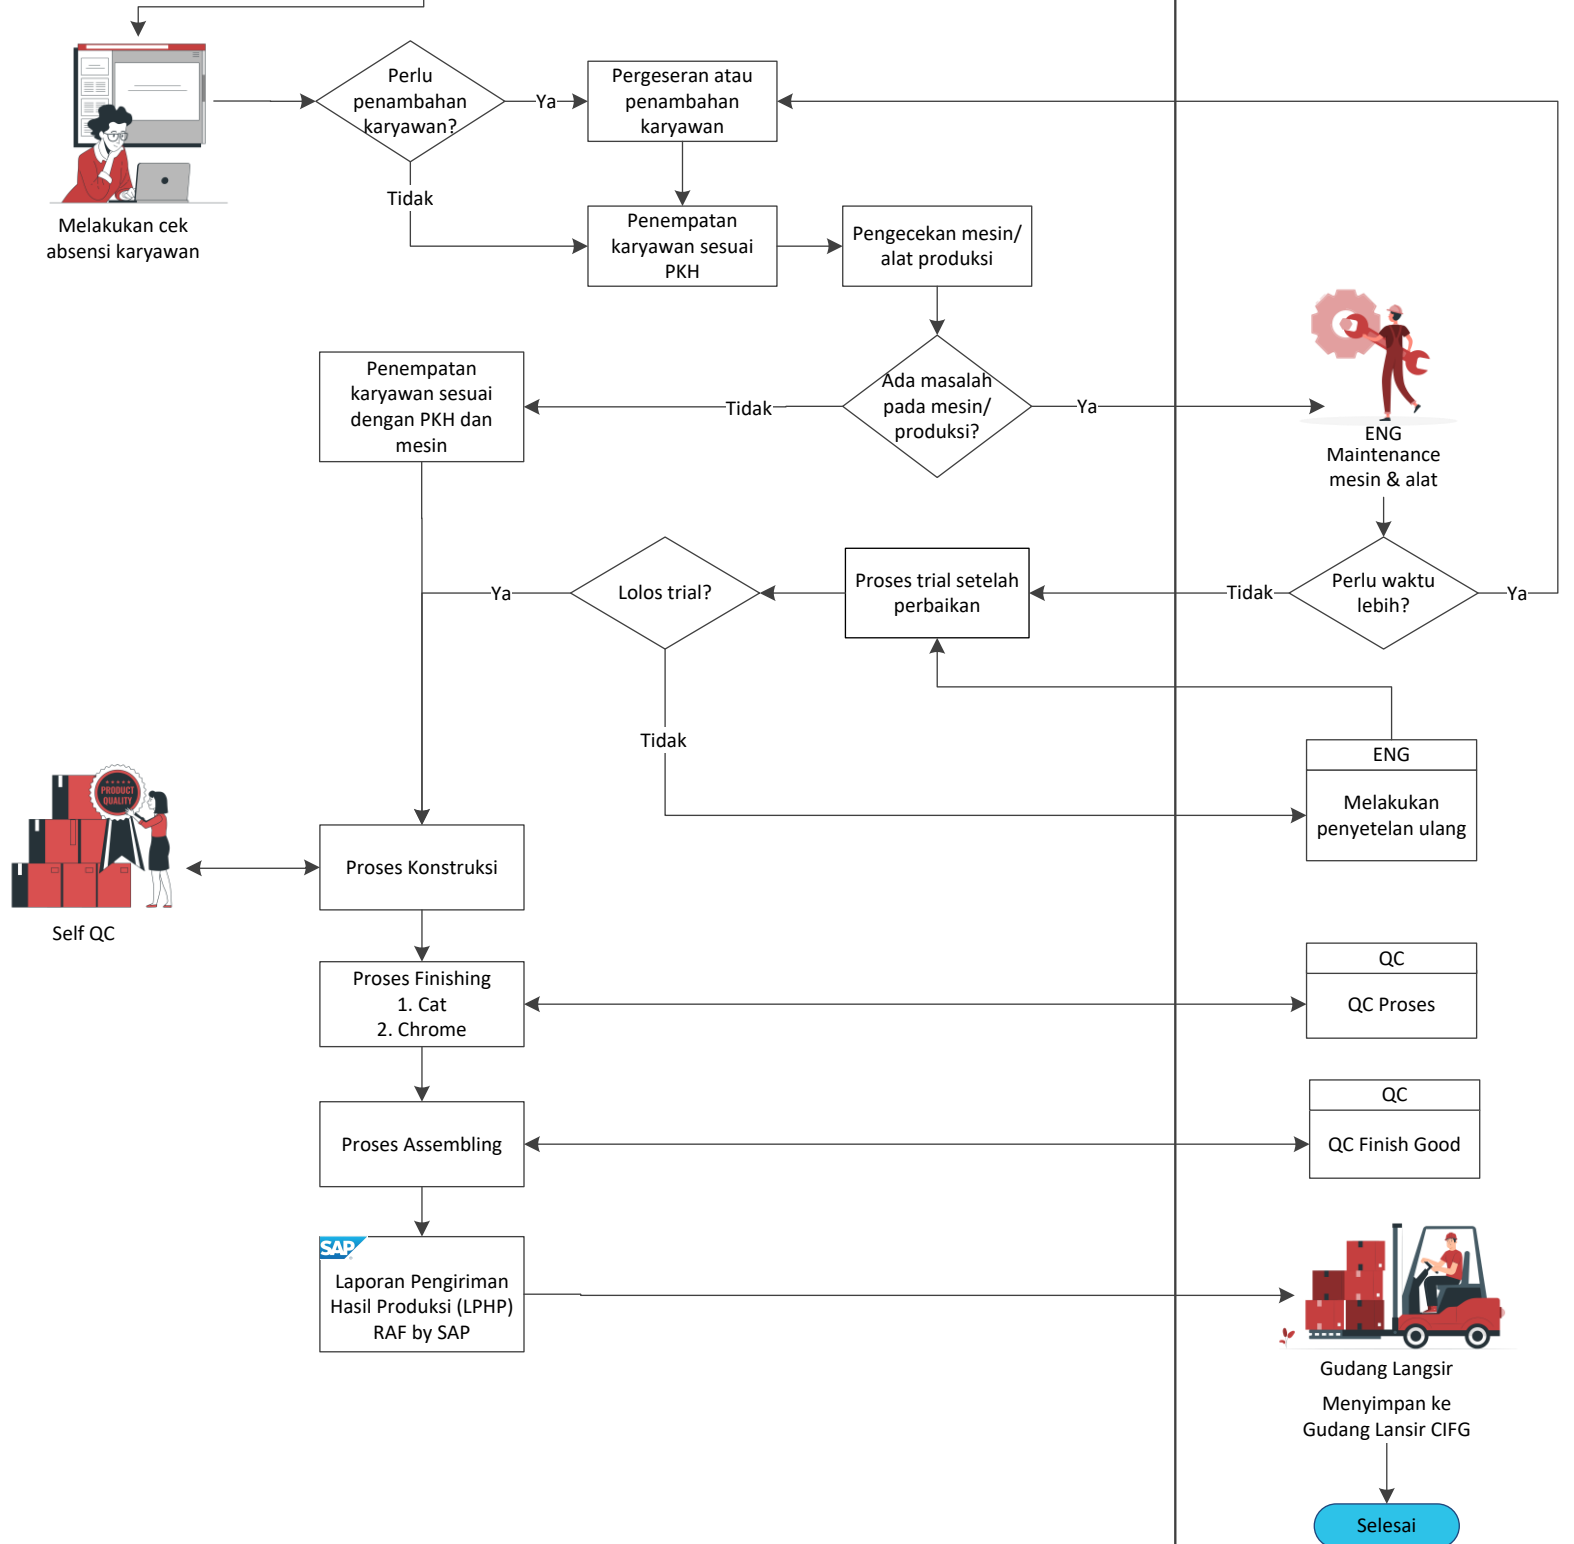 Melakukan cek
absensi karyawan
Perlu
penambahan
karyawan?
Ya
Pergeseran atau
penambahan
karyawan
Tidak
Penempatan
karyawan sesuai
PKH
Pengecekan mesin/
alat produksi
Penempatan
karyawan sesuai
dengan PKH dan
mesin
Tidak
Ada masalah
pada mesin/
produksi?
Ya
ENG
Maintenance
mesin & alat
Ya
Lolos trial?
Proses trial setelah
perbaikan
Tidak
Perlu waktu
lebih?
Ya
Tidak
ENG
Melakukan
penyetelan ulang
PRODUCT
QUALITY
Self QC
Proses Konstruksi
Proses Finishing
1. Cat
2. Chrome
QC
QC Proses
Proses Assembling
QC
QC Finish Good
SAP
Laporan Pengiriman
Hasil Produksi (LPHP)
RAF by SAP
Gudang Langsir
Menyimpan ke
Gudang Lansir CIFG
Selesai